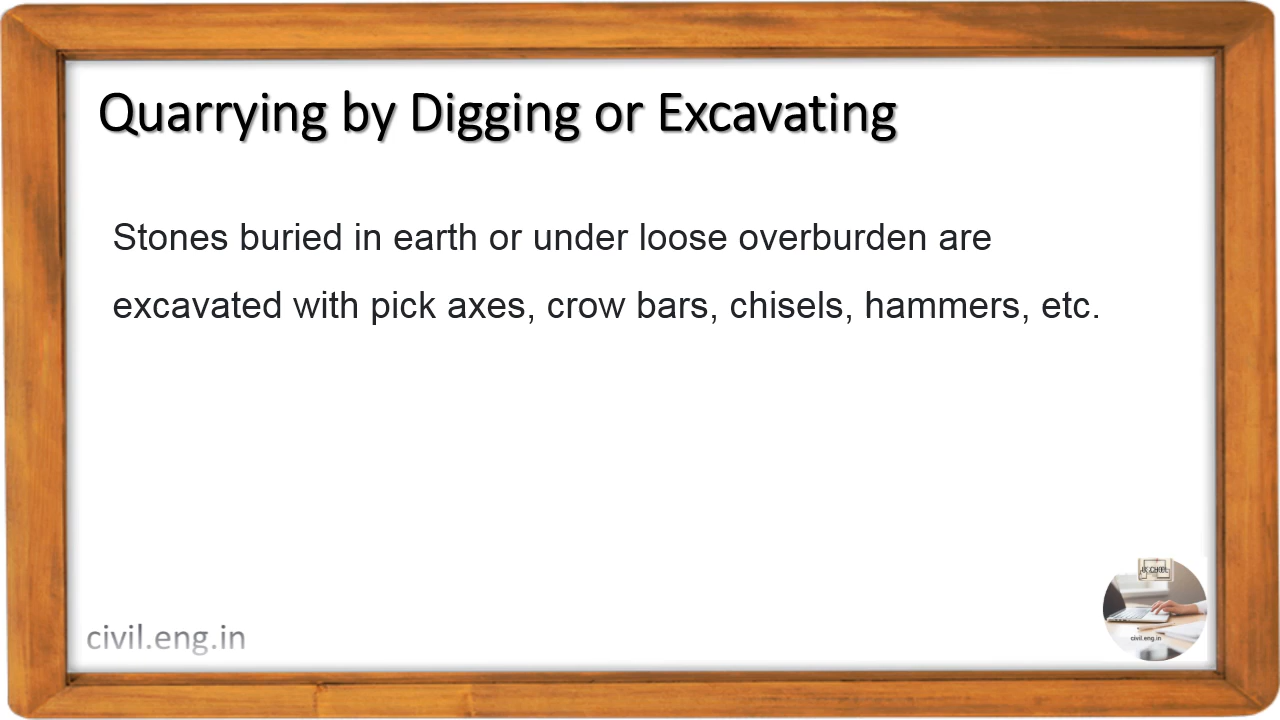 Quarrying by Digging or Excavating
Stones buried in earth or under loose overburden are
excavated with pick axes, crow bars, chisels, hammers, etc.
civil.eng.in
civil.eng.in